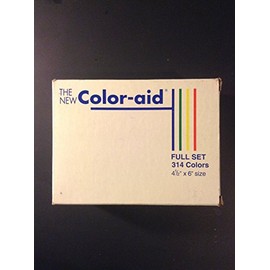 THE
NEW Color-aid®
FULL SET
314 Colors
4½" x 6" size